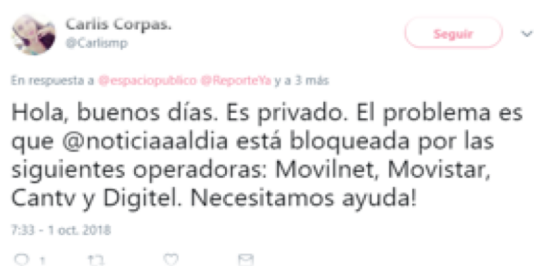 Carlis Corpas.
@Carlismp
Seguir
En respuesta a @espaciopublico @ReporteYa y a 3 más
Hola, buenos días. Es privado. El problema es
que @noticiaaaldia está bloqueada por las
siguientes operadoras: Movilnet, Movistar,
Cantv y Digitel. Necesitamos ayuda!
7:33 - 1 oct. 2018
1